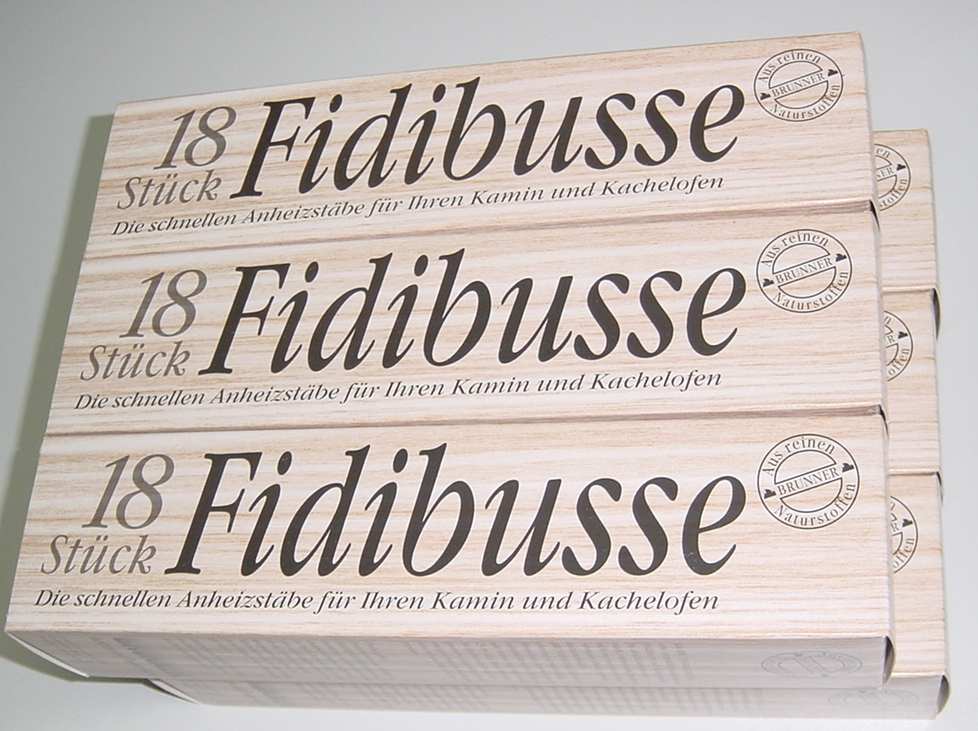 18
Stück
Fidibusse
Die schnellen Anheizstäbe für Ihren Kamin und Kachelofen
Aus reinen
BRUNNER
Naturstoffen
18
Stück
Fidibusse
Die schnellen Anheizstäbe für Ihren Kamin und Kachelofen
Aus reinen
BRUNNER
Naturstoffen
18
Stück
Fidibusse
Die schnellen Anheizstäbe für Ihren Kamin und Kachelofen
Aus reinen
BRUNNER
Naturstoffen